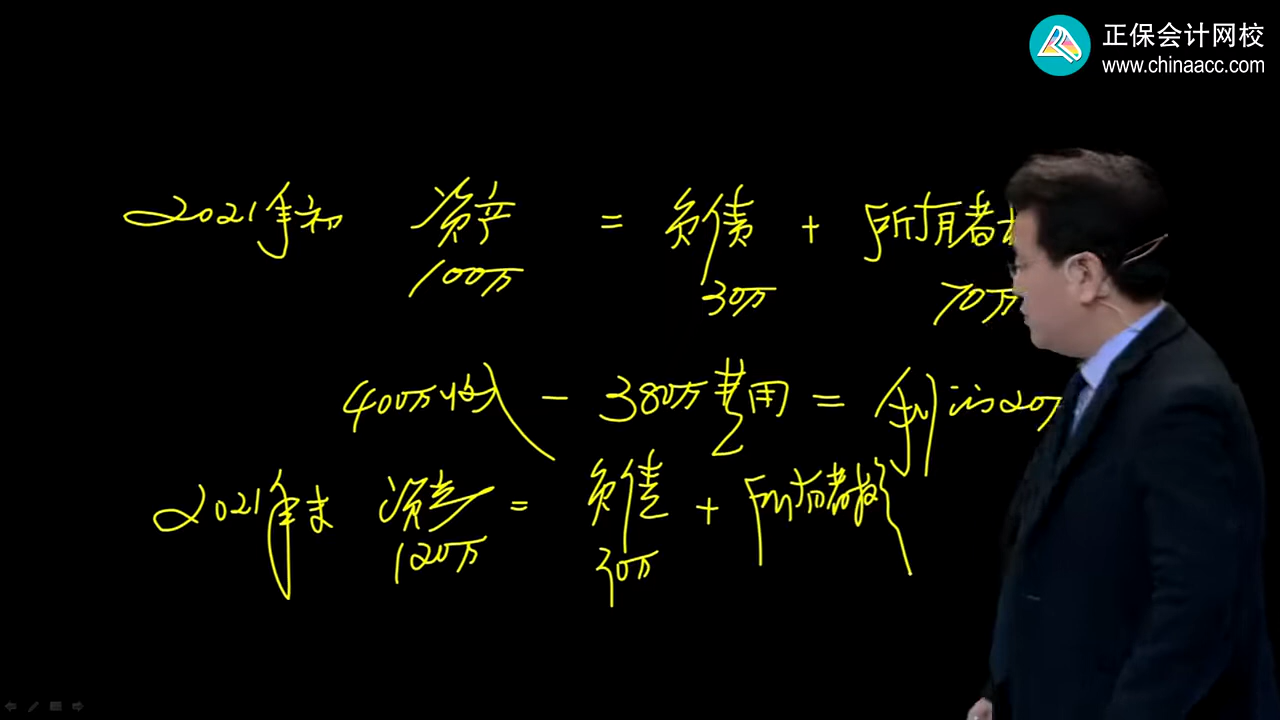 正保会计网校
www.chinaacc.com
2021年初 资产 = 负债 + 所有者
100万 30万 70万
400万收入 - 380万费用 = 利润20万
2021年末 资产 = 负债 + 所有者权
120万 30万